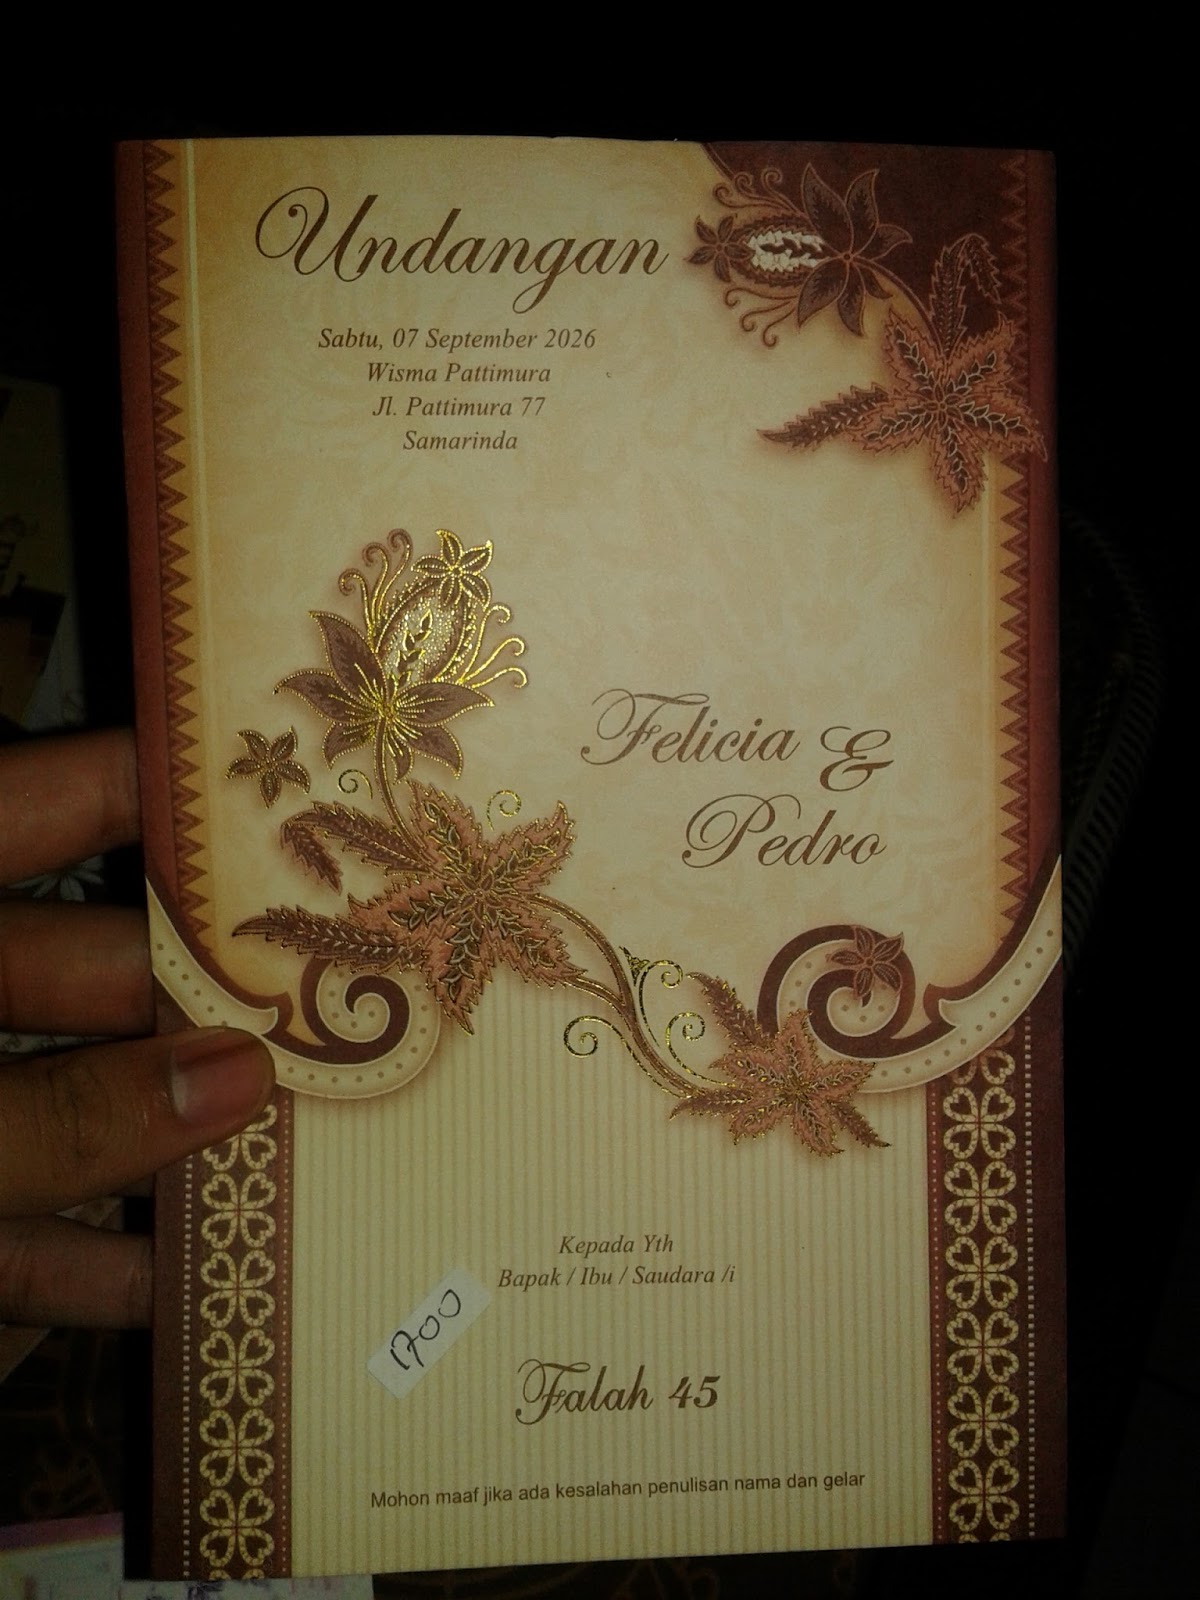 Undangan
Sabtu, 07 September 2026
Wisma Pattimura
Jl. Pattimura 77
Samarinda
Felicia &
Pedro
Kepada Yth
Bapak / Ibu / Saudara /i
1700
Falah 45
Mohon maaf jika ada kesalahan penulisan nama dan gelar